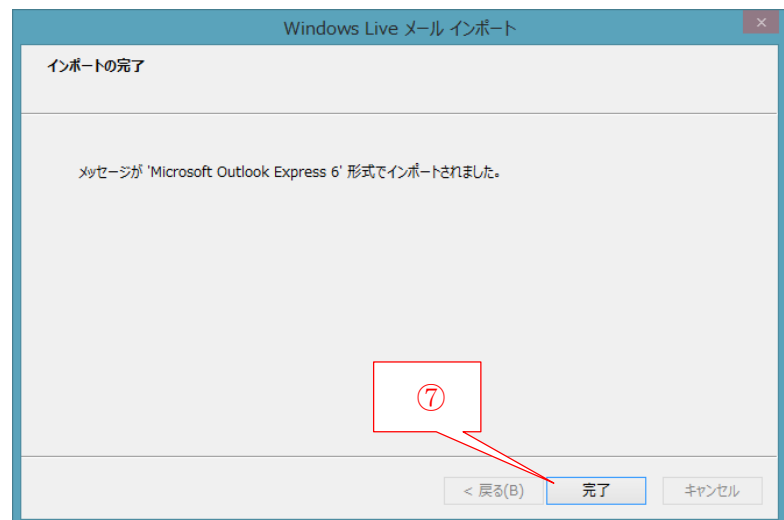 Windows Live メール インポート
インポートの完了
メッセージが 'Microsoft Outlook Express 6' 形式でインポートされました。
⑦
< 戻る(B) 完了 キャンセル